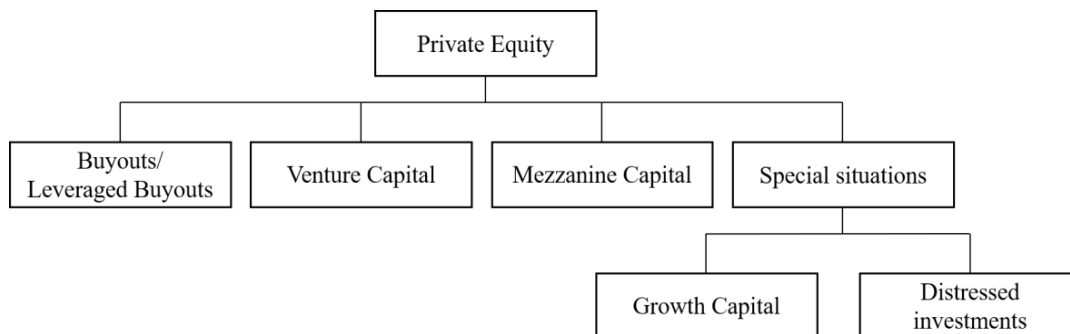 Private Equity
Buyouts/
Leveraged Buyouts
Venture Capital
Mezzanine Capital
Special situations
Growth Capital
Distressed
investments